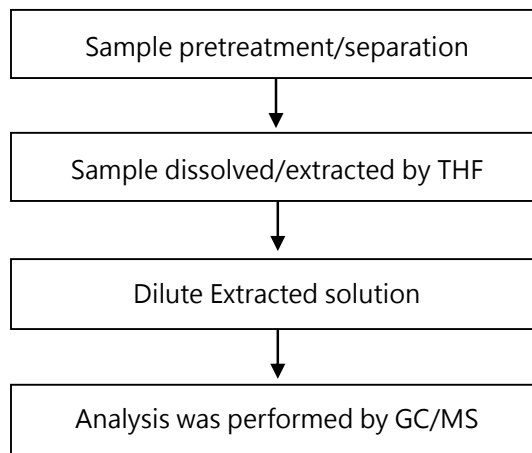 Sample pretreatment/separation
Sample dissolved/extracted by THF
Dilute Extracted solution
Analysis was performed by GC/MS